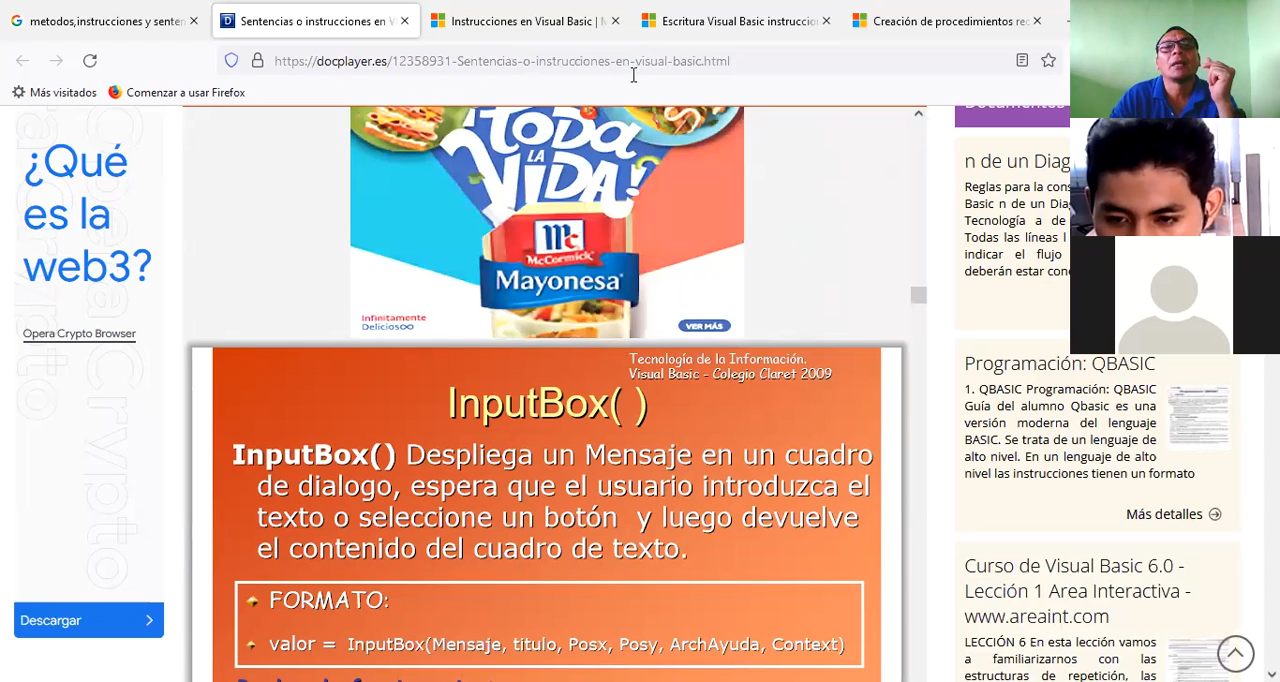 metodos,instrucciones y senten
Sentencias o instrucciones en V
Instrucciones en Visual Basic | M
Escritura Visual Basic instruccio
Creación de procedimientos rec
https://docplayer.es/12358931-Sentencias-o-instrucciones-en-visual-basic.html
Más visitados
Comenzar a usar Firefox
¿Qué
es la
web3?
Opera Crypto Browser
Descargar
TODA
LA
VIDA!
Mc
McCormick
Mayonesa
Infinitamente
Delicios
VER MÁS
Tecnología de la Información.
Visual Basic - Colegio Claret 2009
InputBox( )
InputBox() Despliega un Mensaje en un cuadro
de dialogo, espera que el usuario introduzca el
texto o seleccione un botón y luego devuelve
el contenido del cuadro de texto.
FORMATO:
valor = InputBox(Mensaje, titulo, Posx, Posy, ArchAyuda, Context)
Documentos
n de un Diag
Reglas para la cons
Basic n de un Dia
Tecnología a de
Todas las líneas l
indicar el flujo
deberán estar con
Programación: QBASIC
1. QBASIC Programación: QBASIC
Guía del alumno Qbasic es una
versión moderna del lenguaje
BASIC. Se trata de un lenguaje de
alto nivel. En un lenguaje de alto
nivel las instrucciones tienen un formato
Más detalles
Curso de Visual Basic 6.0 -
Lección 1 Area Interactiva -
www.areaint.com
LECCIÓN 6 En esta lección vamos
a familiarizarnos con las
estructuras de repetición, las